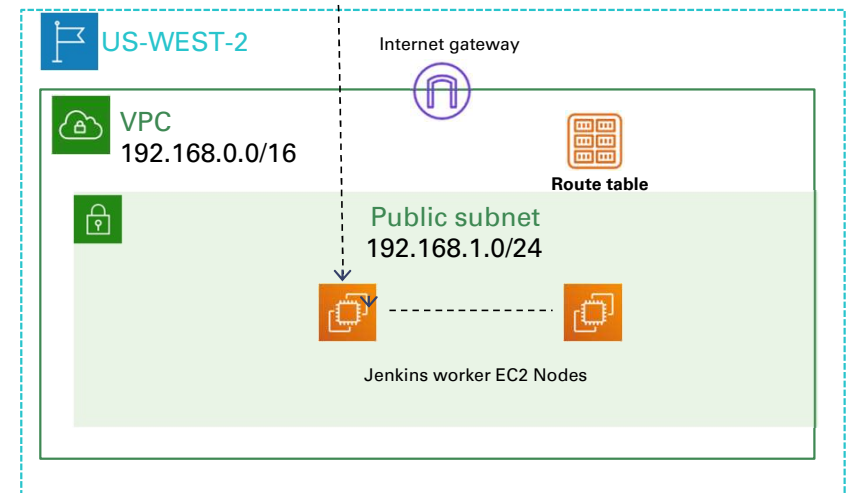 US-WEST-2
Internet gateway
VPC
192.168.0.0/16
Route table
Public subnet
192.168.1.0/24
Jenkins worker EC2 Nodes